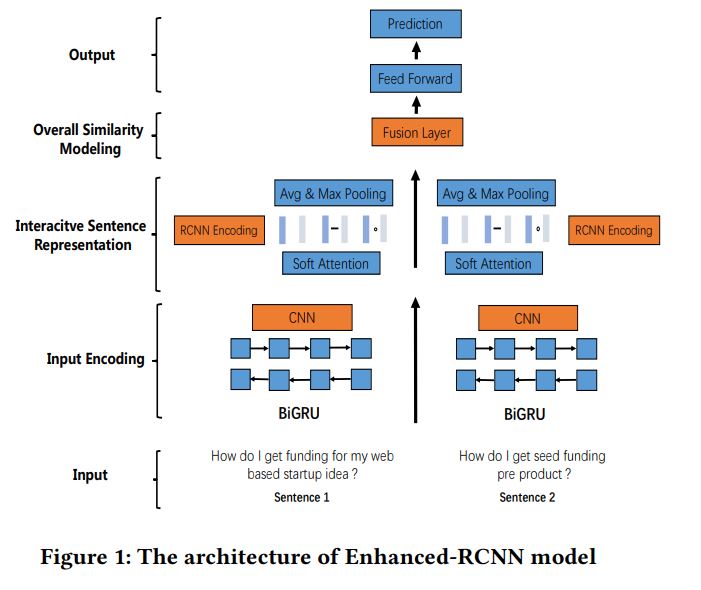 Output
Prediction
Feed Forward
Overall Similarity
Modeling
Fusion Layer
Interacitve Sentence
Representation
Avg & Max Pooling
Avg & Max Pooling
RCNN Encoding
RCNN Encoding
Soft Attention
Soft Attention
Input Encoding
CNN
CNN
BiGRU
BiGRU
Input
How do I get funding for my web
based startup idea ?
Sentence 1
How do I get seed funding
pre product ?
Sentence 2
Figure 1: The architecture of Enhanced-RCNN model